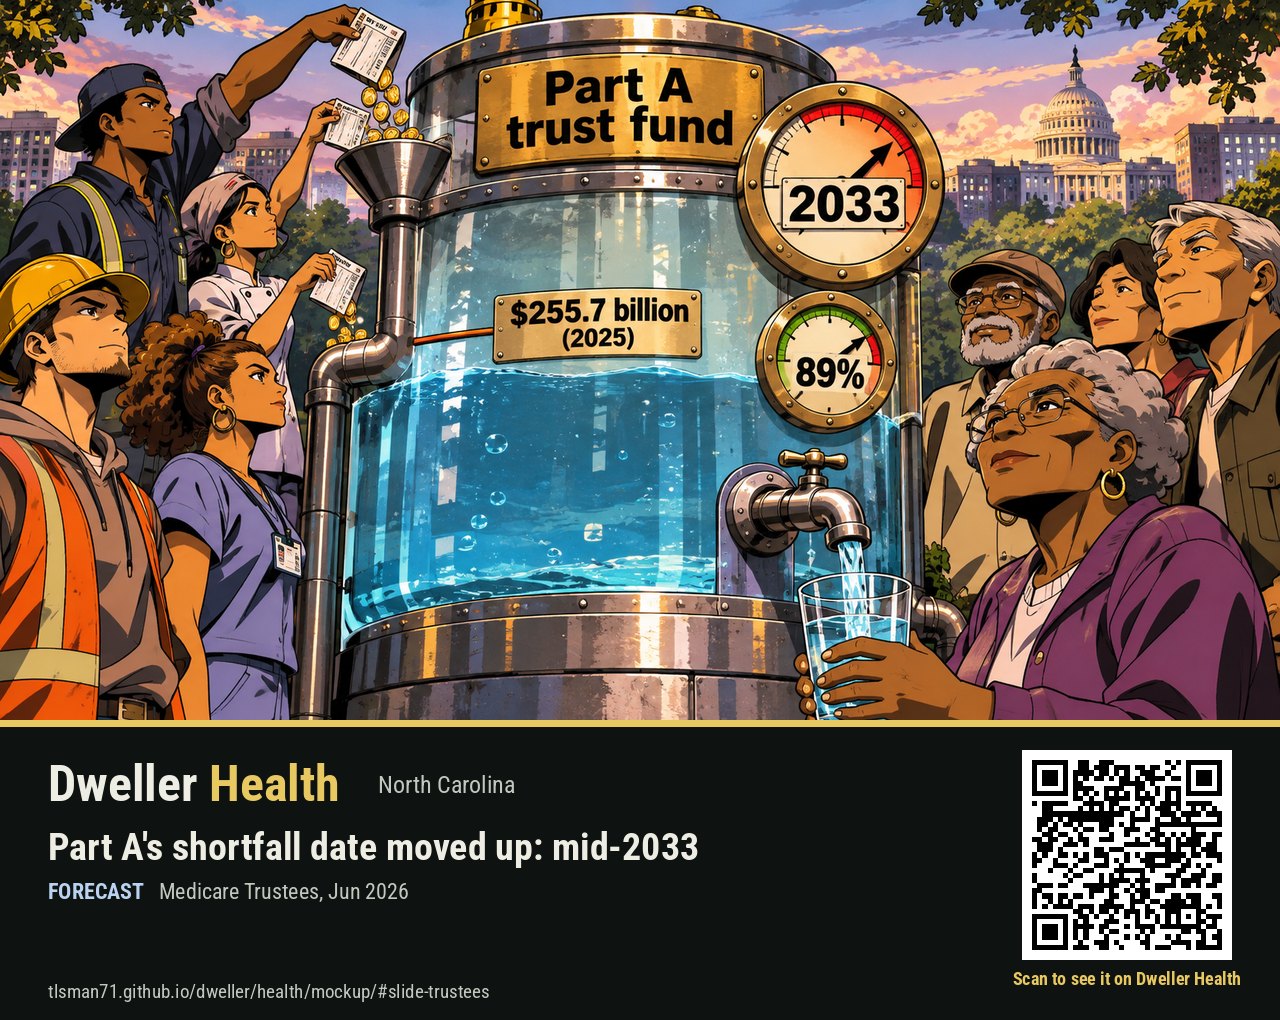 Part A
trust fund
2033
$255.7 billion
(2025)
89%
Dweller Health
North Carolina
Part A's shortfall date moved up: mid-2033
FORECAST Medicare Trustees, Jun 2026
tlsman71.github.io/dweller/health/mockup/#slide-trustees
Scan to see it on Dweller Health